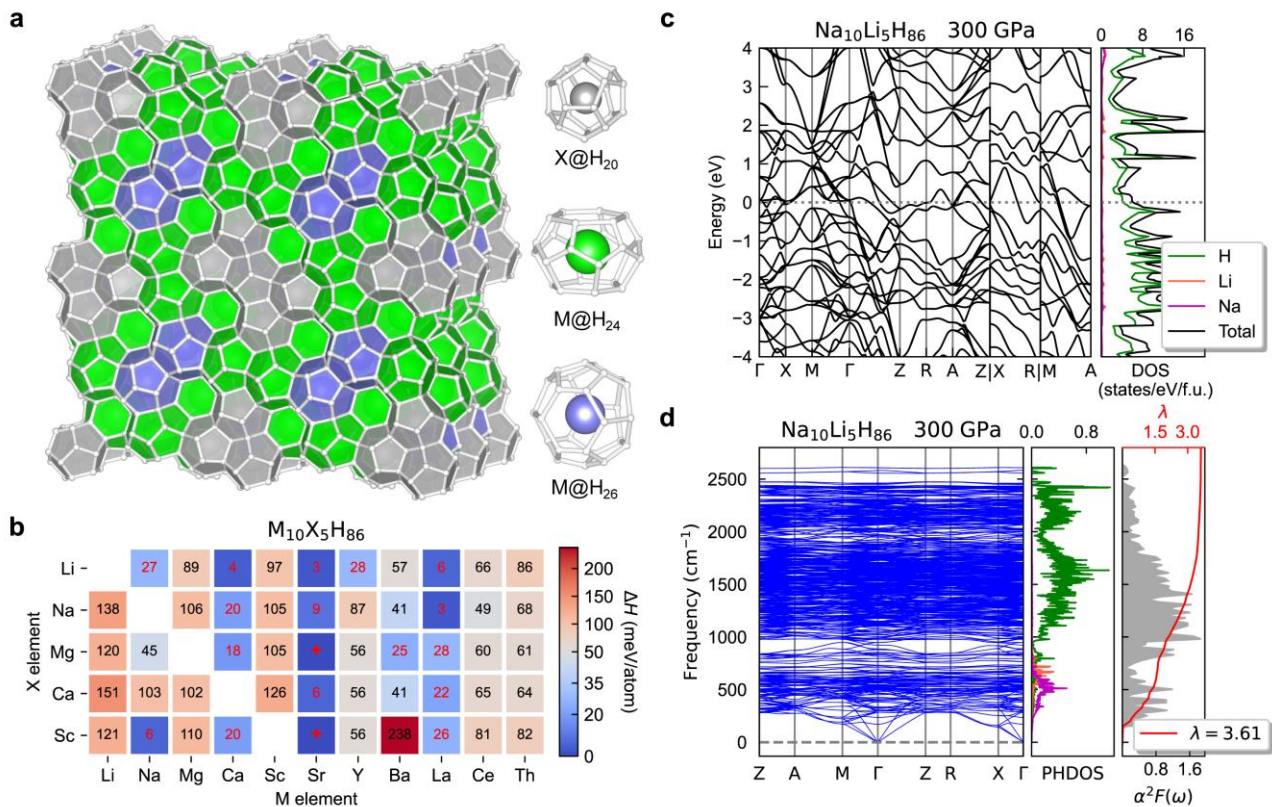 a
X@H₂₀
M@H₂₄
M@H₂₆
b
M₁₀X₅H₈₆
Li 27 89 4 97 3 28 57 6 66 86
Na 138 106 20 105 9 87 41 3 49 68
Mg 120 45 18 105 + 56 25 28 60 61
Ca 151 103 102 126 6 56 41 22 65 64
Sc 121 6 110 20 + 56 238 26 81 82
Li Na Mg Ca Sc Sr Y Ba La Ce Th
M element
X element
200
150
100
50
30
20
10
0
ΔH (meV/atom)
c
Na₁₀Li₅H₈₆ 300 GPa
0 8 16
4
3
2
1
0
−1
−2
−3
−4
Energy (eV)
H
Li
Na
Total
Γ X M Γ Z R A Z|X R|M A
DOS
(states/eV/f.u.)
d
Na₁₀Li₅H₈₆ 300 GPa
0.0 0.8
λ
1.5 3.0
2500
2000
1500
1000
500
0
Frequency (cm⁻¹)
λ = 3.61
Z A M Γ Z R X Γ
PHDOS
0.8 1.6
α²F(ω)